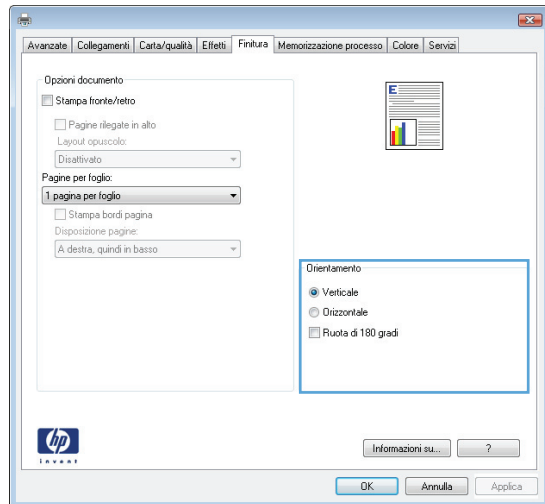 Avanzate Collegamenti Carta/qualità Effetti Finitura Memorizzazione processo Colore Servizi
Opzioni documento
Stampa fronte/retro
Pagine rilegate in alto
Layout opuscolo:
Disattivato
Pagine per foglio:
1 pagina per foglio
Stampa bordi pagina
Disposizione pagine:
A destra, quindi in basso
E
Orientamento
Verticale
Orizzontale
Ruota di 180 gradi
hp
invent
Informazioni su... ?
OK Annulla Applica